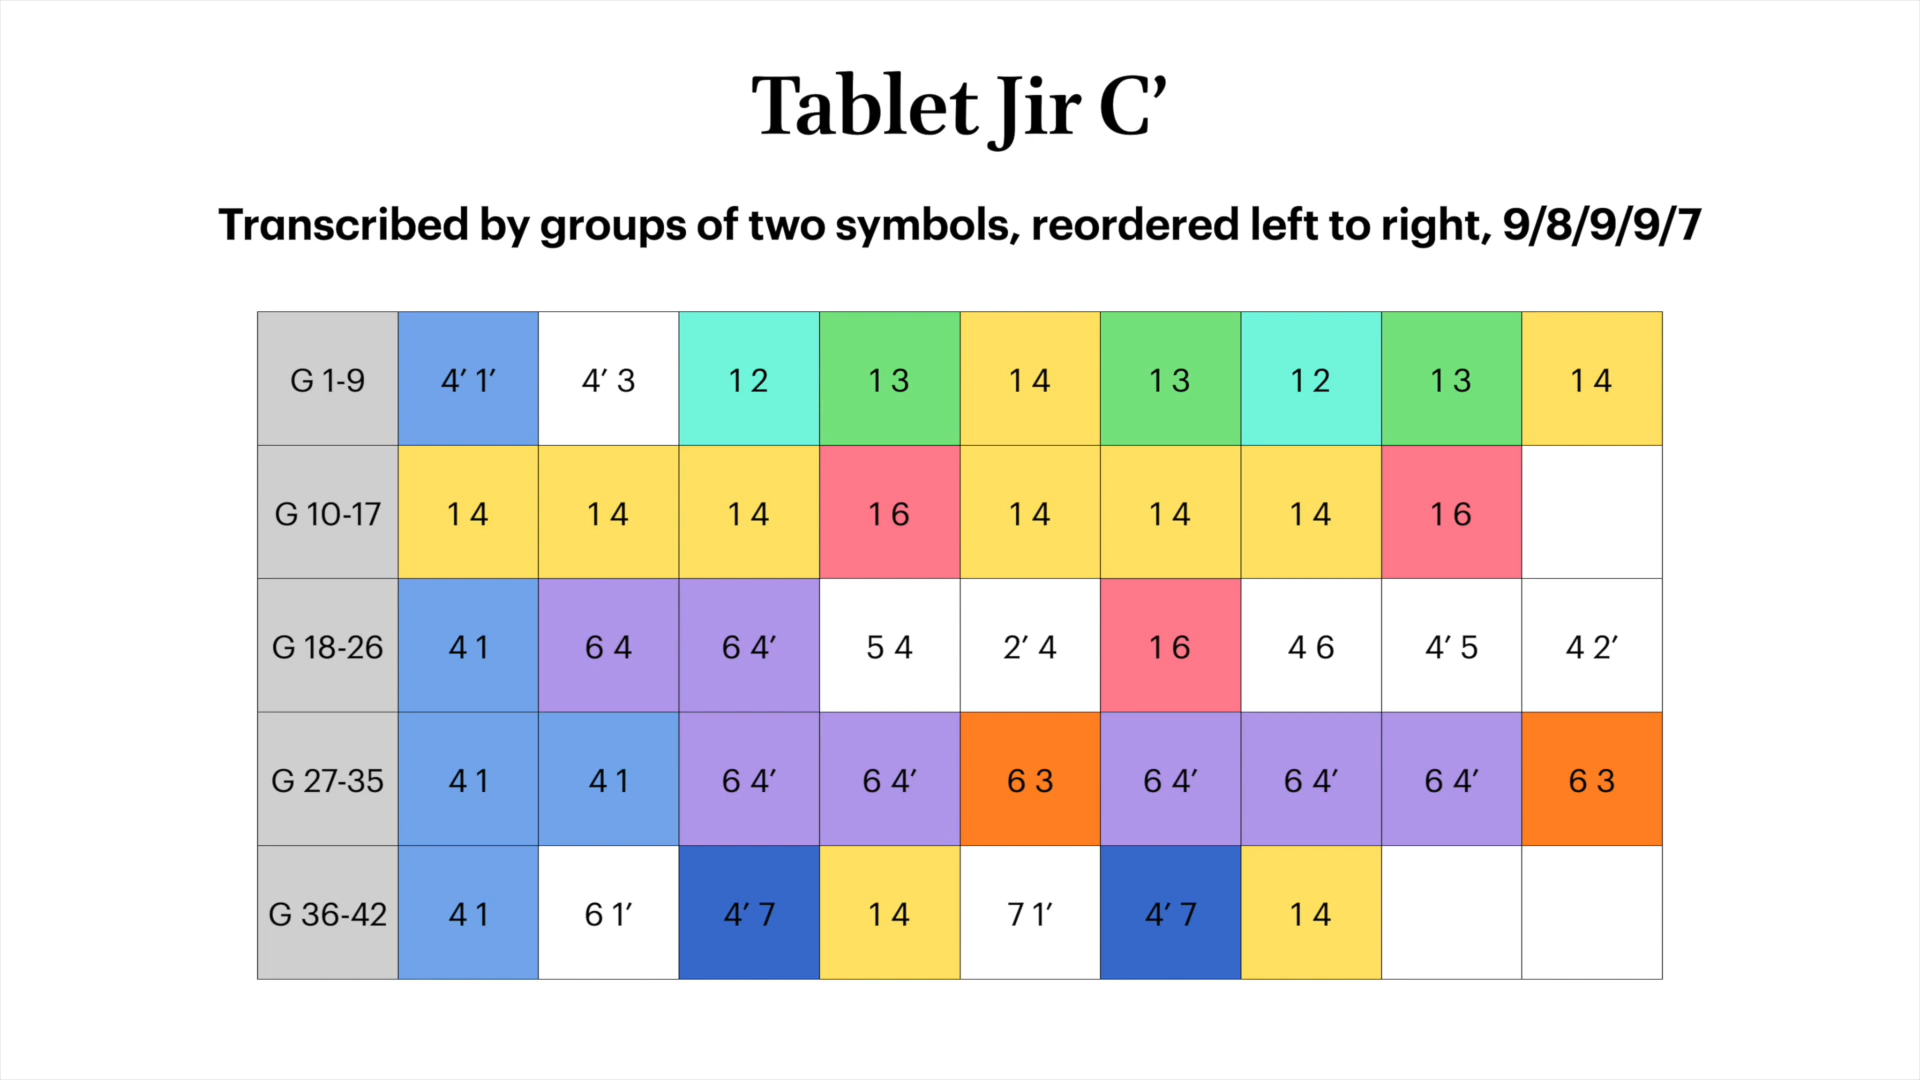 Tablet Jir C’
Transcribed by groups of two symbols, reordered left to right, 9/8/9/9/7
G 1-9 4′ 1′ 4′ 3 1 2 1 3 1 4 1 3 1 2 1 3 1 4
G 10-17 1 4 1 4 1 4 1 6 1 4 1 4 1 4 1 6
G 18-26 4 1 6 4 6 4′ 5 4 2′ 4 1 6 4 6 4′ 5 4 2′
G 27-35 4 1 4 1 6 4′ 6 4′ 6 3 6 4′ 6 4′ 6 4′ 6 3
G 36-42 4 1 6 1′ 4′ 7 1 4 7 1′ 4′ 7 1 4